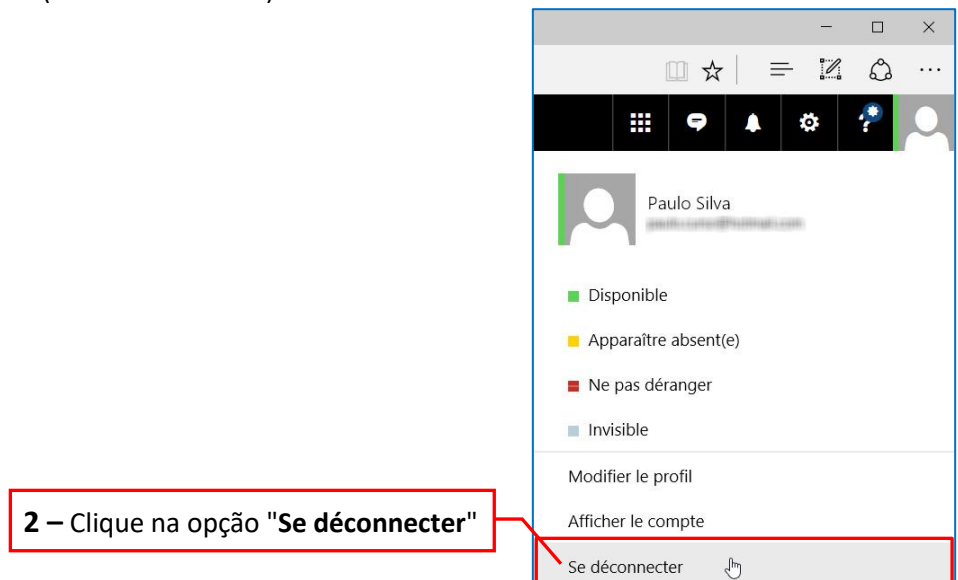 Paulo Silva
Disponible
Apparaître absent(e)
Ne pas déranger
Invisible
Modifier le profil
2 – Clique na opção "Se déconnecter"
Afficher le compte
Se déconnecter